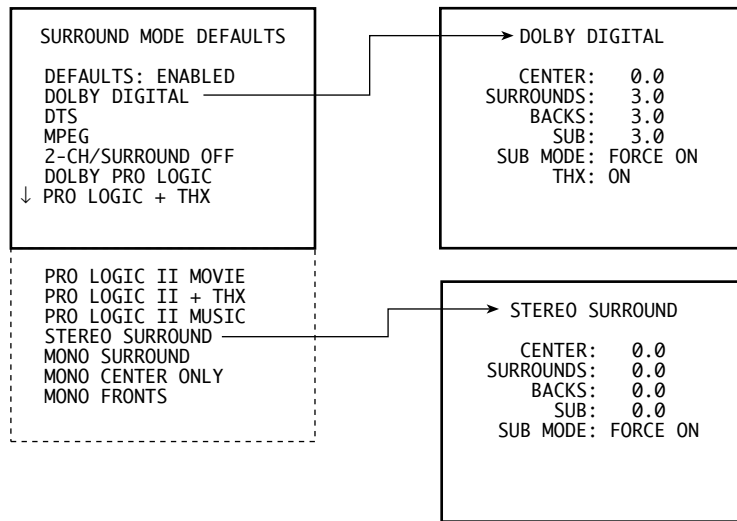 SURROUND MODE DEFAULTS
DEFAULTS: ENABLED
DOLBY DIGITAL
DTS
MPEG
2-CH/SURROUND OFF
DOLBY PRO LOGIC
↓ PRO LOGIC + THX
PRO LOGIC II MOVIE
PRO LOGIC II + THX
PRO LOGIC II MUSIC
STEREO SURROUND
MONO SURROUND
MONO CENTER ONLY
MONO FRONTS
DOLBY DIGITAL
CENTER: 0.0
SURROUNDS: 3.0
BACKS: 3.0
SUB: 3.0
SUB MODE: FORCE ON
THX: ON
STEREO SURROUND
CENTER: 0.0
SURROUNDS: 0.0
BACKS: 0.0
SUB: 0.0
SUB MODE: FORCE ON